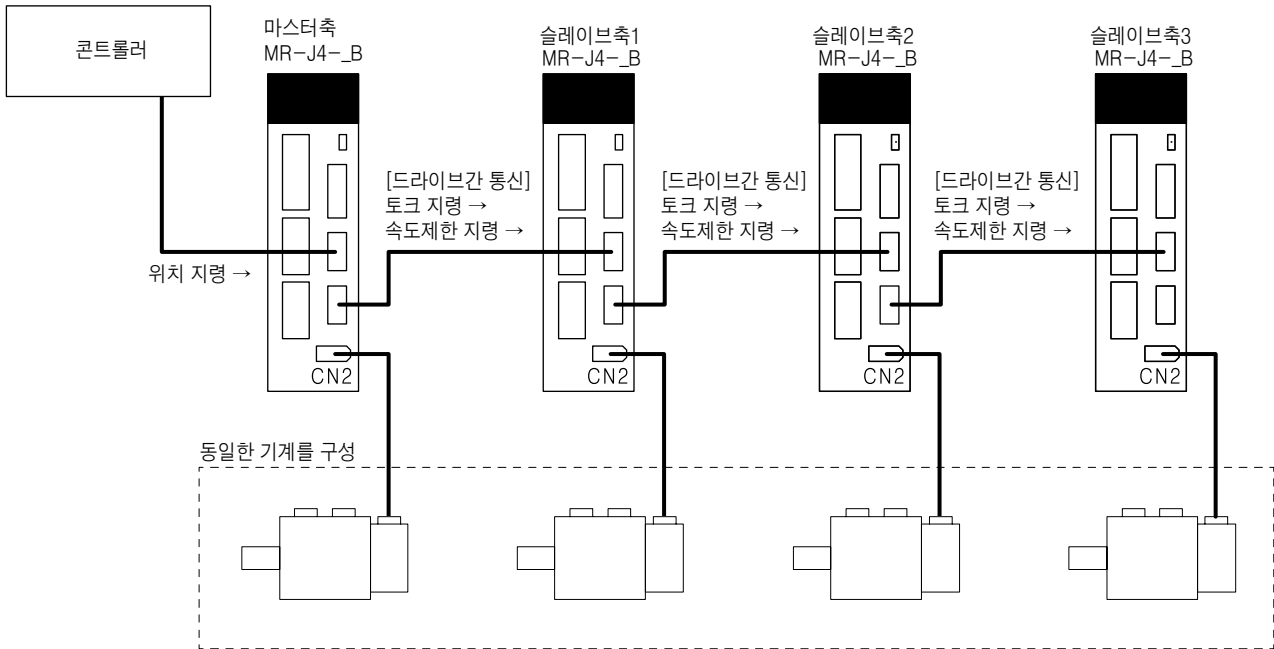 콘트롤러
마스터축
MR-J4-_B
슬레이브축1
MR-J4-_B
슬레이브축2
MR-J4-_B
슬레이브축3
MR-J4-_B
[드라이브간 통신]
토크 지령 →
속도제한 지령 →
[드라이브간 통신]
토크 지령 →
속도제한 지령 →
[드라이브간 통신]
토크 지령 →
속도제한 지령 →
위치 지령 →
CN2
CN2
CN2
CN2
동일한 기계를 구성